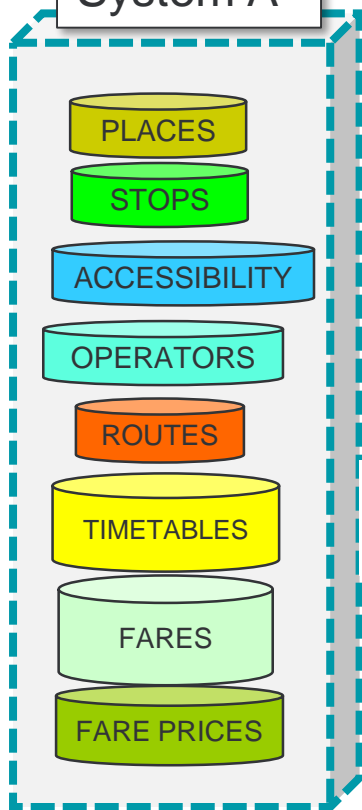 System A
PLACES
STOPS
ACCESSIBILITY
OPERATORS
ROUTES
TIMETABLES
FARES
FARE PRICES